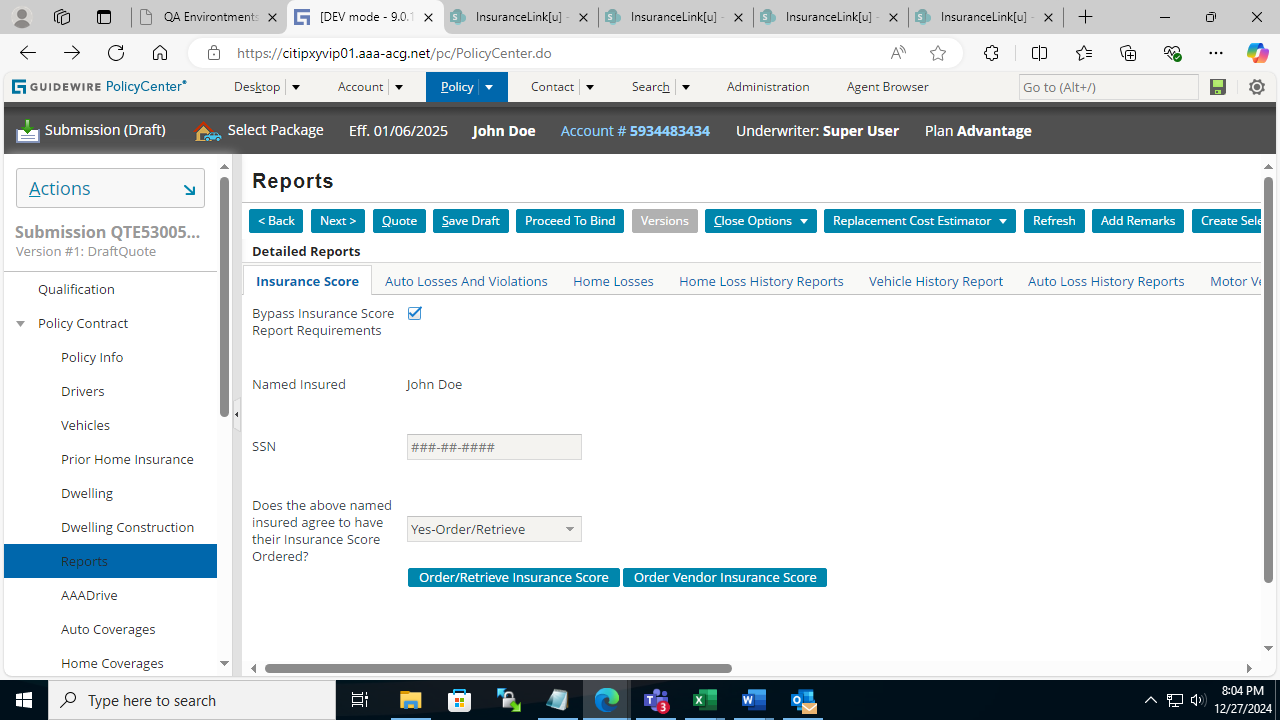 QA Environtments
[DEV mode - 9.0.1
InsuranceLink[u] -
InsuranceLink[u] -
InsuranceLink[u] -
InsuranceLink[u] -
https://citipxyvip01.aaa-acg.net/pc/PolicyCenter.do
GUIDEWIRE PolicyCenter®
Desktop
Account
Policy
Contact
Search
Administration
Agent Browser
Go to (Alt+/)
Submission (Draft)
Select Package
Eff. 01/06/2025
John Doe
Account # 5934483434
Underwriter: Super User
Plan Advantage
Actions
Submission QTE53005...
Version #1: DraftQuote
Qualification
Policy Contract
Policy Info
Drivers
Vehicles
Prior Home Insurance
Dwelling
Dwelling Construction
Reports
AAADrive
Auto Coverages
Home Coverages
Reports
< Back
Next >
Quote
Save Draft
Proceed To Bind
Versions
Close Options
Replacement Cost Estimator
Refresh
Add Remarks
Create Sele
Detailed Reports
Insurance Score
Auto Losses And Violations
Home Losses
Home Loss History Reports
Vehicle History Report
Auto Loss History Reports
Motor Ve
Bypass Insurance Score
Report Requirements
Named Insured
John Doe
SSN
###-##-####
Does the above named
insured agree to have
their Insurance Score
Ordered?
Yes-Order/Retrieve
Order/Retrieve Insurance Score
Order Vendor Insurance Score
Type here to search
3
8:04 PM
12/27/2024